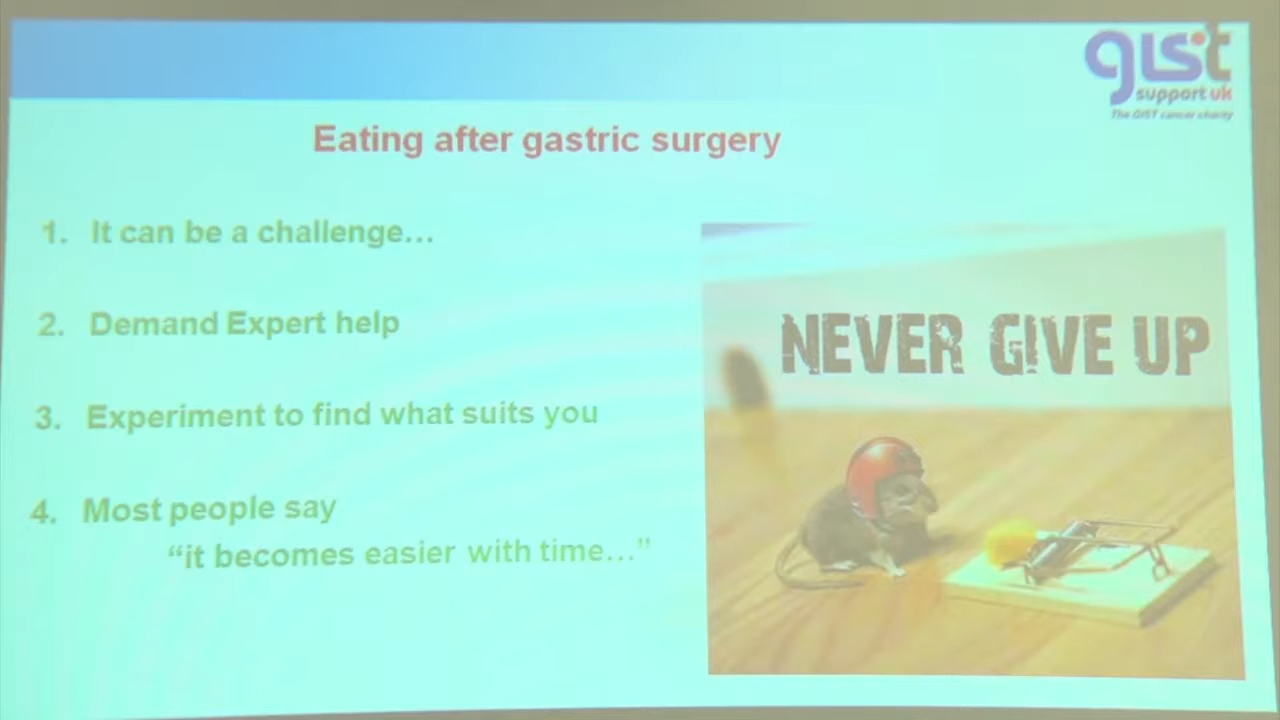 gist
support uk
The GIST cancer charity
Eating after gastric surgery
1. It can be a challenge...
2. Demand Expert help
3. Experiment to find what suits you
4. Most people say
"it becomes easier with time..."
NEVER GIVE UP